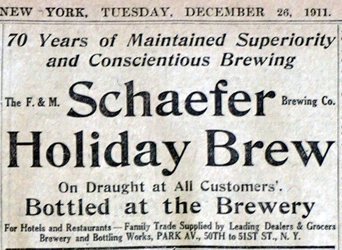 NEW YORK, TUESDAY, DECEMBER 26, 1911.
70 Years of Maintained Superiority
and Conscientious Brewing
The F. & M. Schaefer Brewing Co.
Holiday Brew
On Draught at All Customers'.
Bottled at the Brewery
For Hotels and Restaurants—Family Trade Supplied by Leading Dealers & Grocers
Brewery and Bottling Works, PARK AV., 50TH to 51ST ST., N. Y.